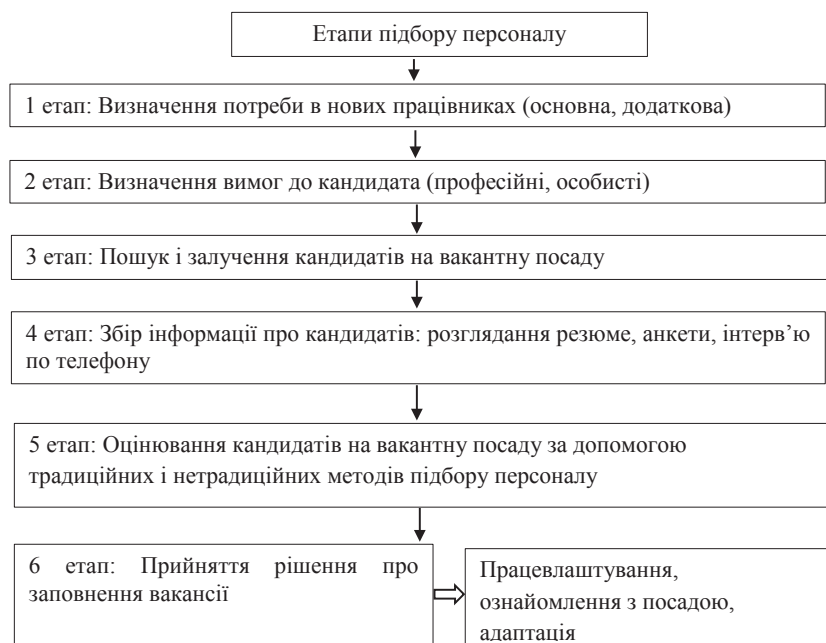 Етапи підбору персоналу
1 етап: Визначення потреби в нових працівниках (основна, додаткова)
2 етап: Визначення вимог до кандидата (професійні, особисті)
3 етап: Пошук і залучення кандидатів на вакантну посаду
4 етап: Збір інформації про кандидатів: розглядання резюме, анкети, інтерв’ю
по телефону
5 етап: Оцінювання кандидатів на вакантну посаду за допомогою
традиційних і нетрадиційних методів підбору персоналу
6 етап: Прийняття рішення про
заповнення вакансії
Працевлаштування,
ознайомлення з посадою,
адаптація